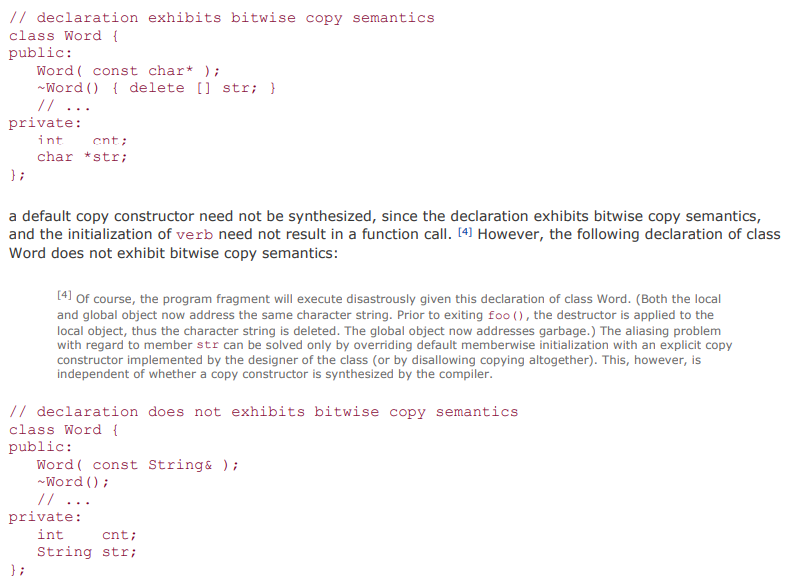 // declaration exhibits bitwise copy semantics
class Word {
public:
   Word( const char* );
   ~Word() { delete [] str; }
   // ...
private:
   int   cnt;
   char *str;
};
a default copy constructor need not be synthesized, since the declaration exhibits bitwise copy semantics,
and the initialization of verb need not result in a function call. [4] However, the following declaration of class
Word does not exhibit bitwise copy semantics:
[4] Of course, the program fragment will execute disastrously given this declaration of class Word. (Both the local
and global object now address the same character string. Prior to exiting foo(), the destructor is applied to the
local object, thus the character string is deleted. The global object now addresses garbage.) The aliasing problem
with regard to member str can be solved only by overriding default memberwise initialization with an explicit copy
constructor implemented by the designer of the class (or by disallowing copying altogether). This, however, is
independent of whether a copy constructor is synthesized by the compiler.
// declaration does not exhibits bitwise copy semantics
class Word {
public:
   Word( const String& );
   ~Word();
   // ...
private:
   int    cnt;
   String str;
};